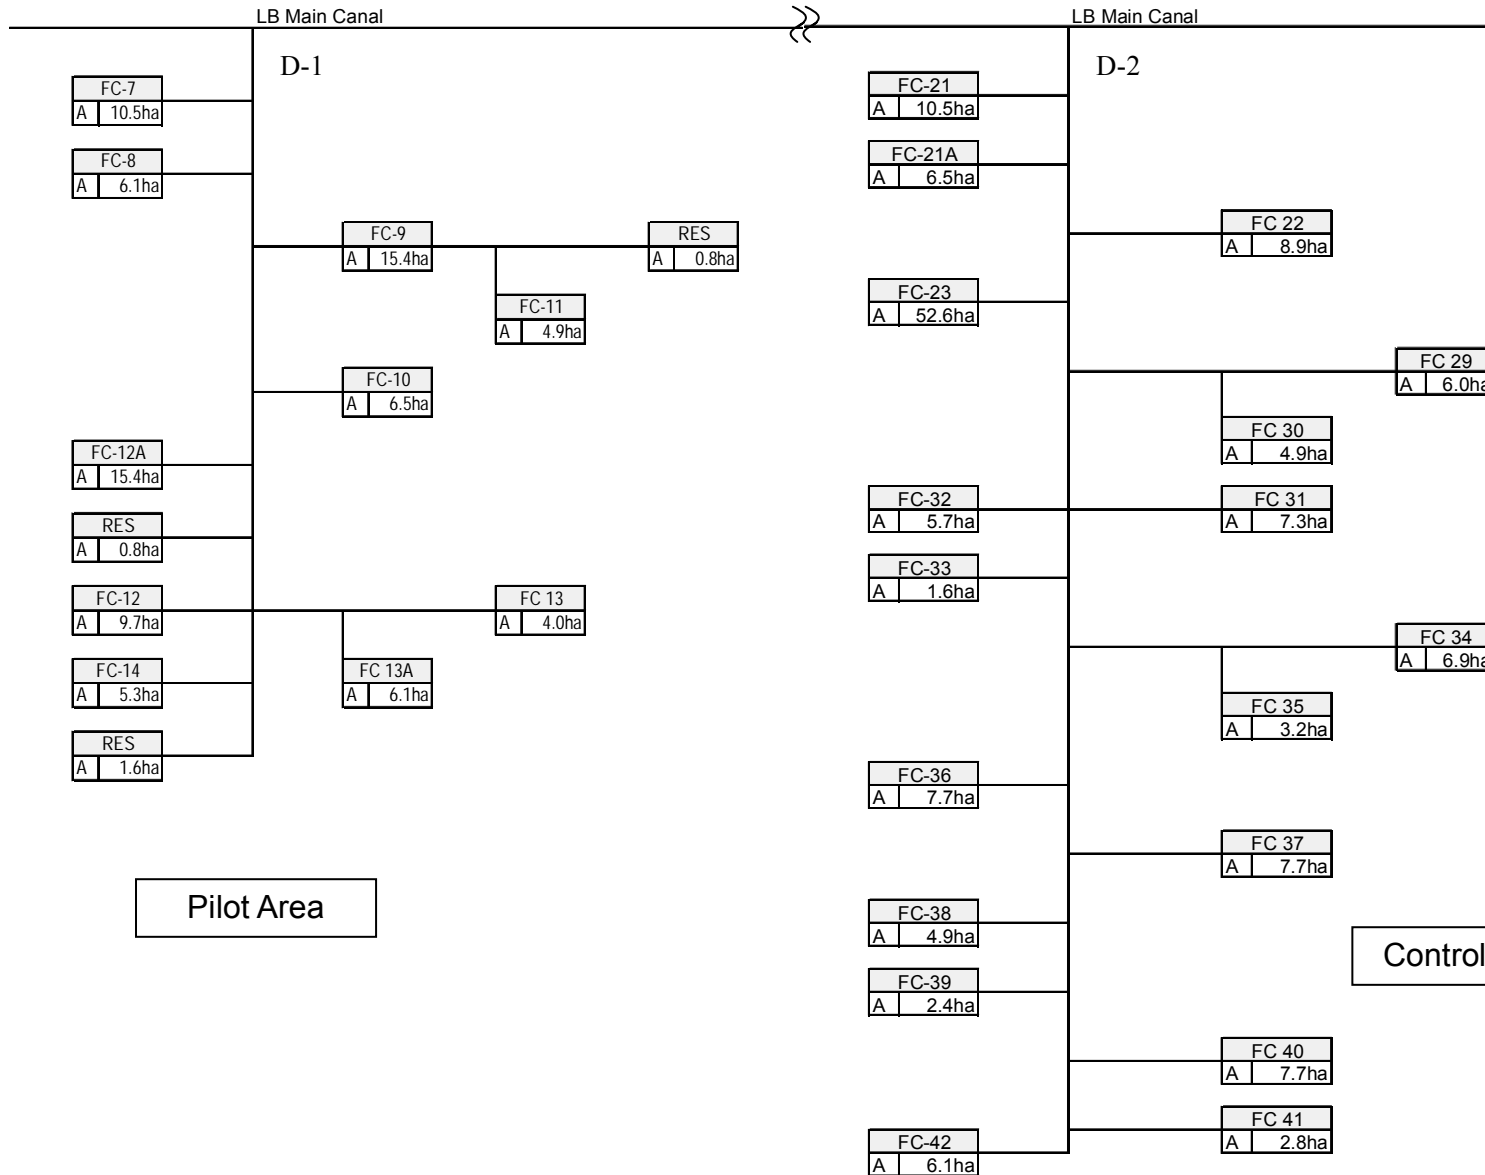 LB Main Canal
D-1
FC-7
A 10.5ha
FC-8
A 6.1ha
FC-9
A 15.4ha
RES
A 0.8ha
FC-11
A 4.9ha
FC-10
A 6.5ha
FC-12A
A 15.4ha
RES
A 0.8ha
FC-12
A 9.7ha
FC 13
A 4.0ha
FC-14
A 5.3ha
FC 13A
A 6.1ha
RES
A 1.6ha
Pilot Area
LB Main Canal
D-2
FC-21
A 10.5ha
FC-21A
A 6.5ha
FC 22
A 8.9ha
FC-23
A 52.6ha
FC 29
A 6.0ha
FC 30
A 4.9ha
FC-32
A 5.7ha
FC 31
A 7.3ha
FC-33
A 1.6ha
FC 34
A 6.9ha
FC 35
A 3.2ha
FC-36
A 7.7ha
FC 37
A 7.7ha
FC-38
A 4.9ha
Control
FC-39
A 2.4ha
FC 40
A 7.7ha
FC 41
A 2.8ha
FC-42
A 6.1ha